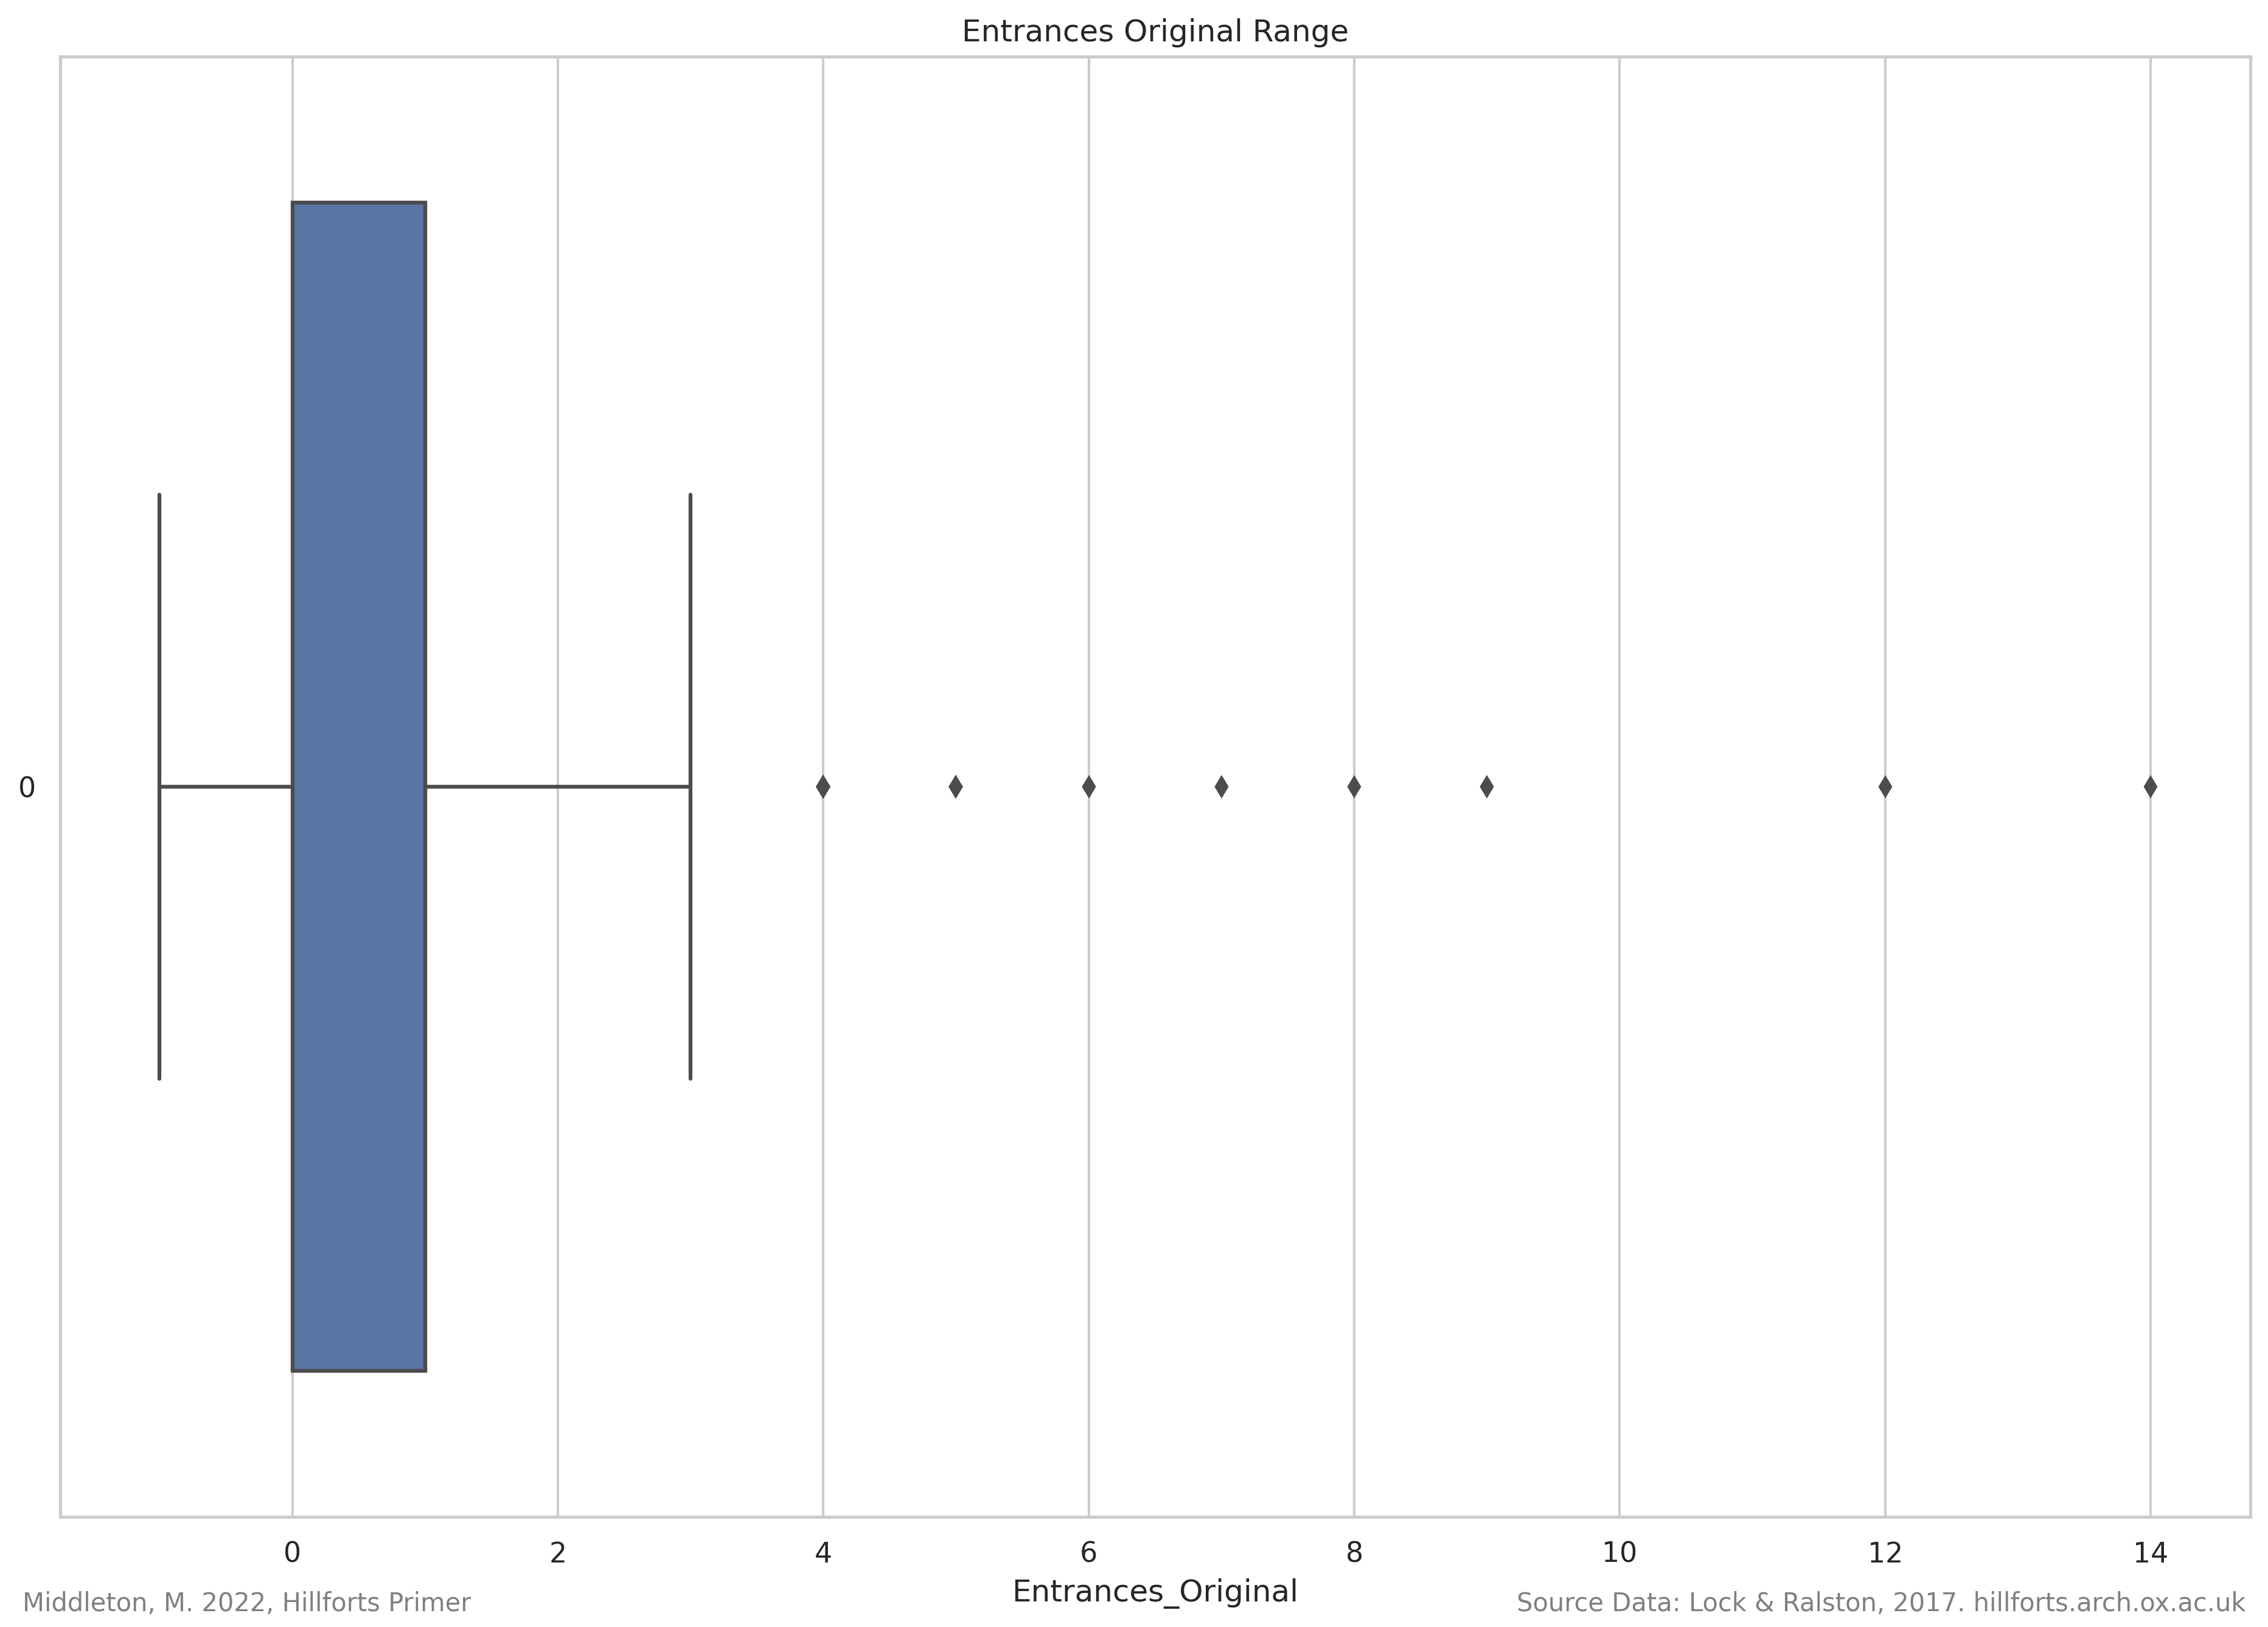 Entrances Original Range
0
0 2 4 6 8 10 12 14
Entrances_Original
Middleton, M. 2022, Hillforts Primer
Source Data: Lock & Ralston, 2017. hillforts.arch.ox.ac.uk